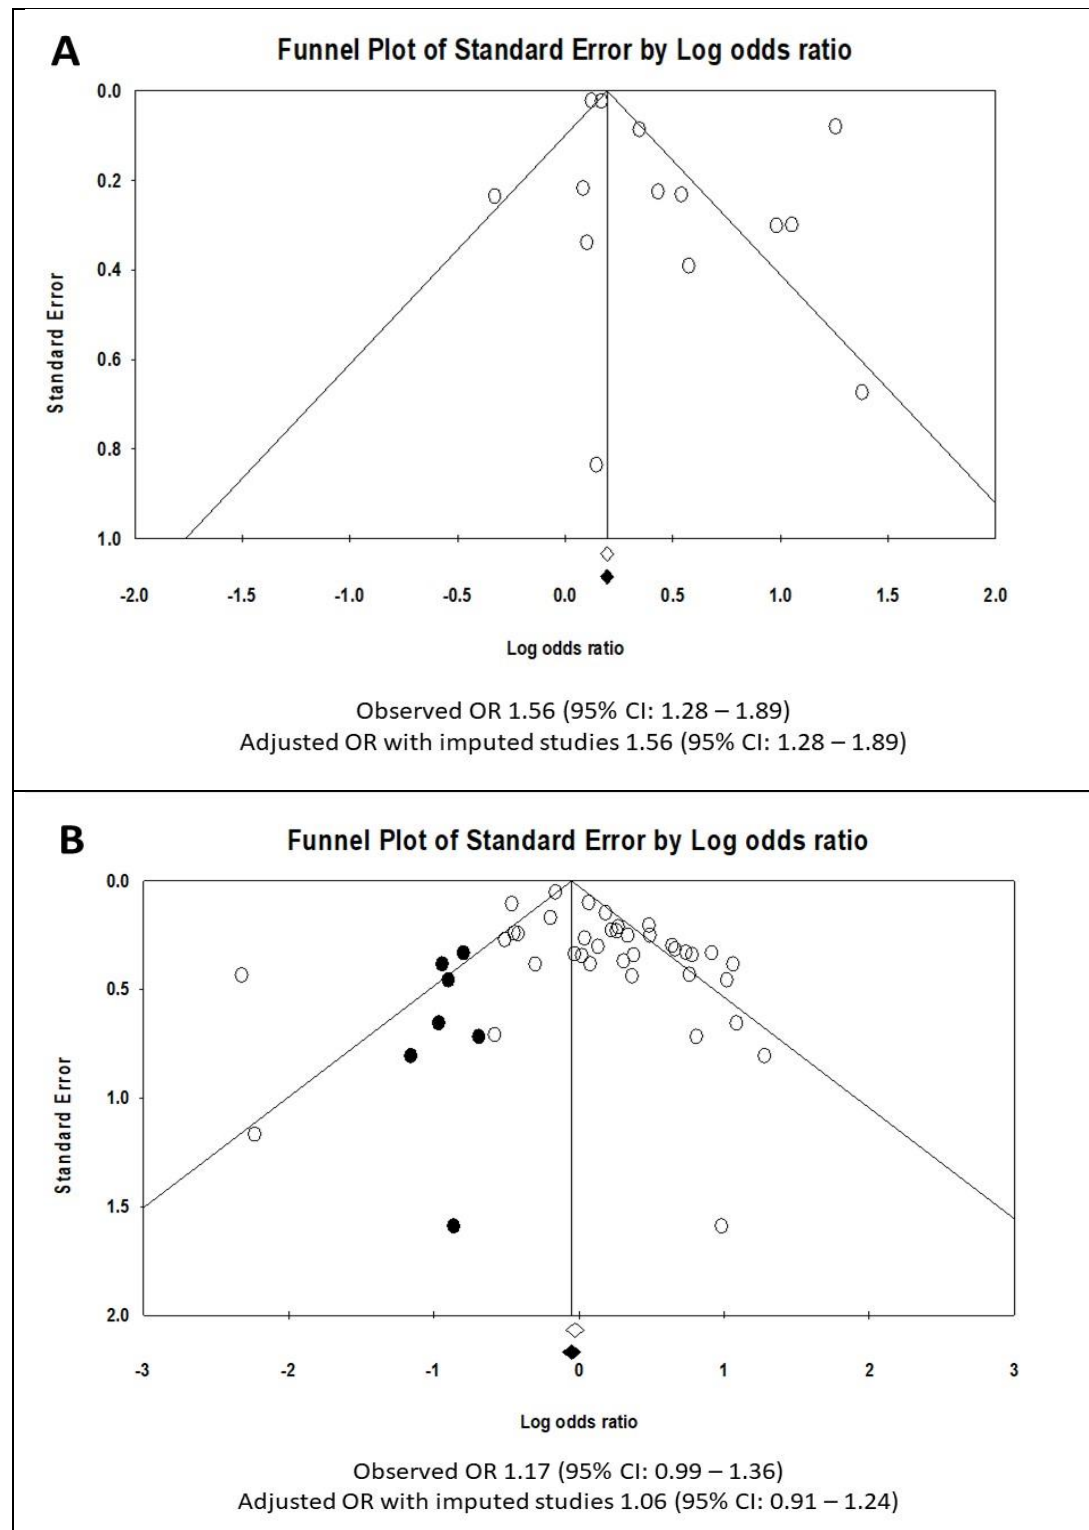 A
Funnel Plot of Standard Error by Log odds ratio
0.0
0.2
0.4
0.6
0.8
1.0
Standard Error
-2.0 -1.5 -1.0 -0.5 0.0 0.5 1.0 1.5 2.0
Log odds ratio
Observed OR 1.56 (95% CI: 1.28 – 1.89)
Adjusted OR with imputed studies 1.56 (95% CI: 1.28 – 1.89)
B
Funnel Plot of Standard Error by Log odds ratio
0.0
0.5
1.0
1.5
2.0
Standard Error
-3 -2 -1 0 1 2 3
Log odds ratio
Observed OR 1.17 (95% CI: 0.99 – 1.36)
Adjusted OR with imputed studies 1.06 (95% CI: 0.91 – 1.24)